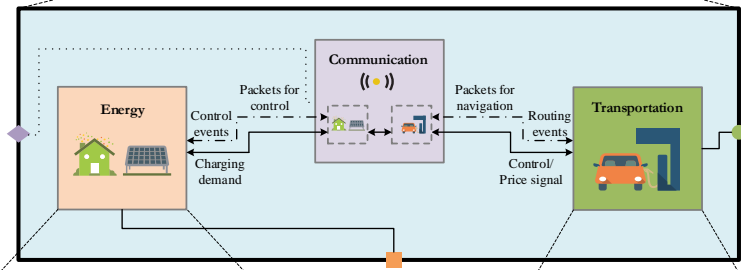 Communication
Energy
Packets for
control
Control
events
Charging
demand
Packets for
navigation
Routing
events
Control/
Price signal
Transportation